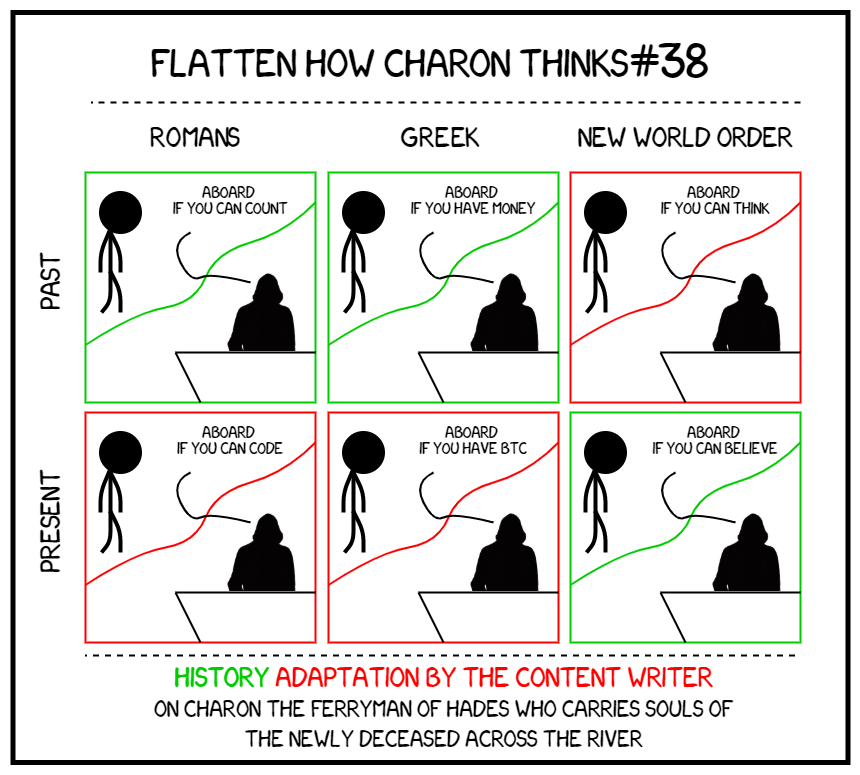 FLATTEN HOW CHARON THINKS#38
ROMANS
GREEK
NEW WORLD ORDER
PAST
ABOARD
IF YOU CAN COUNT
ABOARD
IF YOU HAVE MONEY
ABOARD
IF YOU CAN THINK
PRESENT
ABOARD
IF YOU CAN CODE
ABOARD
IF YOU HAVE BTC
ABOARD
IF YOU CAN BELIEVE
HISTORY ADAPTATION BY THE CONTENT WRITER
ON CHARON THE FERRYMAN OF HADES WHO CARRIES SOULS OF
THE NEWLY DECEASED ACROSS THE RIVER